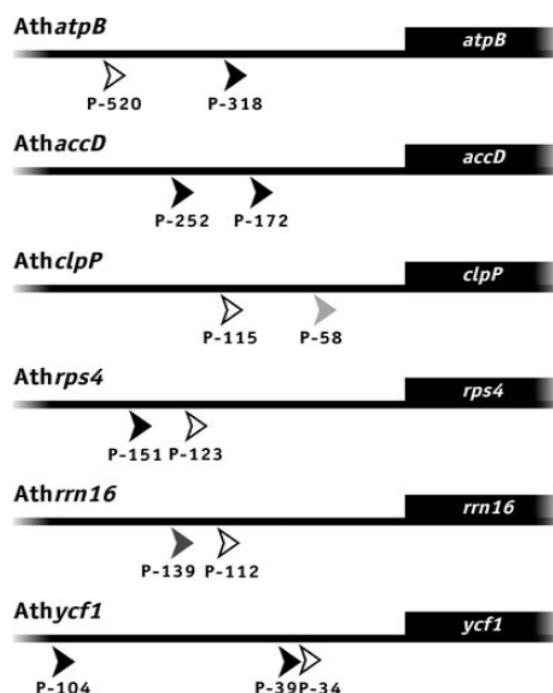 AthatpB
atpB
P-520 P-318
AthaccD
accD
P-252 P-172
AthclpP
clpP
P-115 P-58
Athrps4
rps4
P-151 P-123
Athrrn16
rrn16
P-139 P-112
Athycf1
ycf1
P-104 P-39 P-34